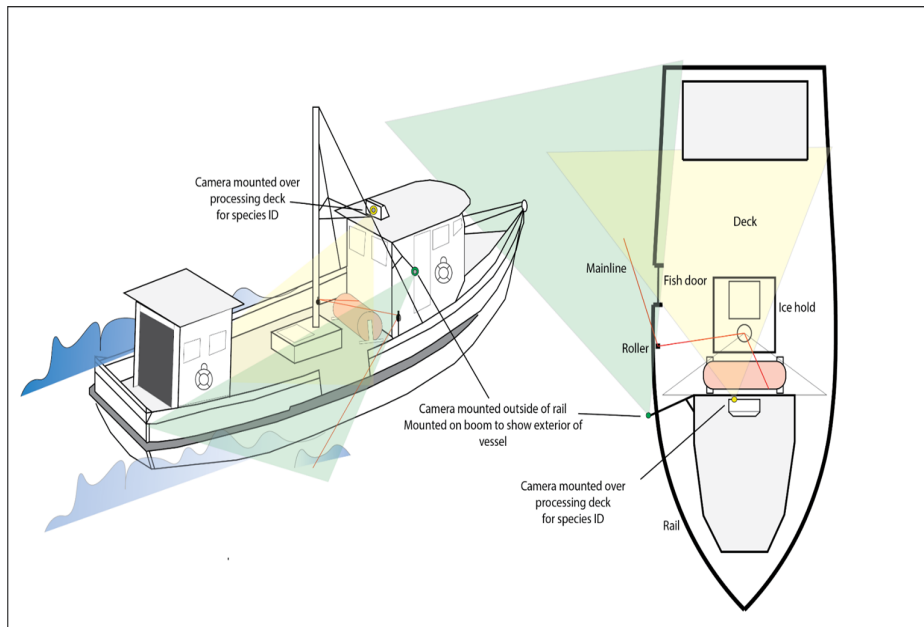 Camera mounted over
processing deck
for species ID
Deck
Mainline
Fish door
Ice hold
Roller
Camera mounted outside of rail
Mounted on boom to show exterior of
vessel
Camera mounted over
processing deck
for species ID
Rail